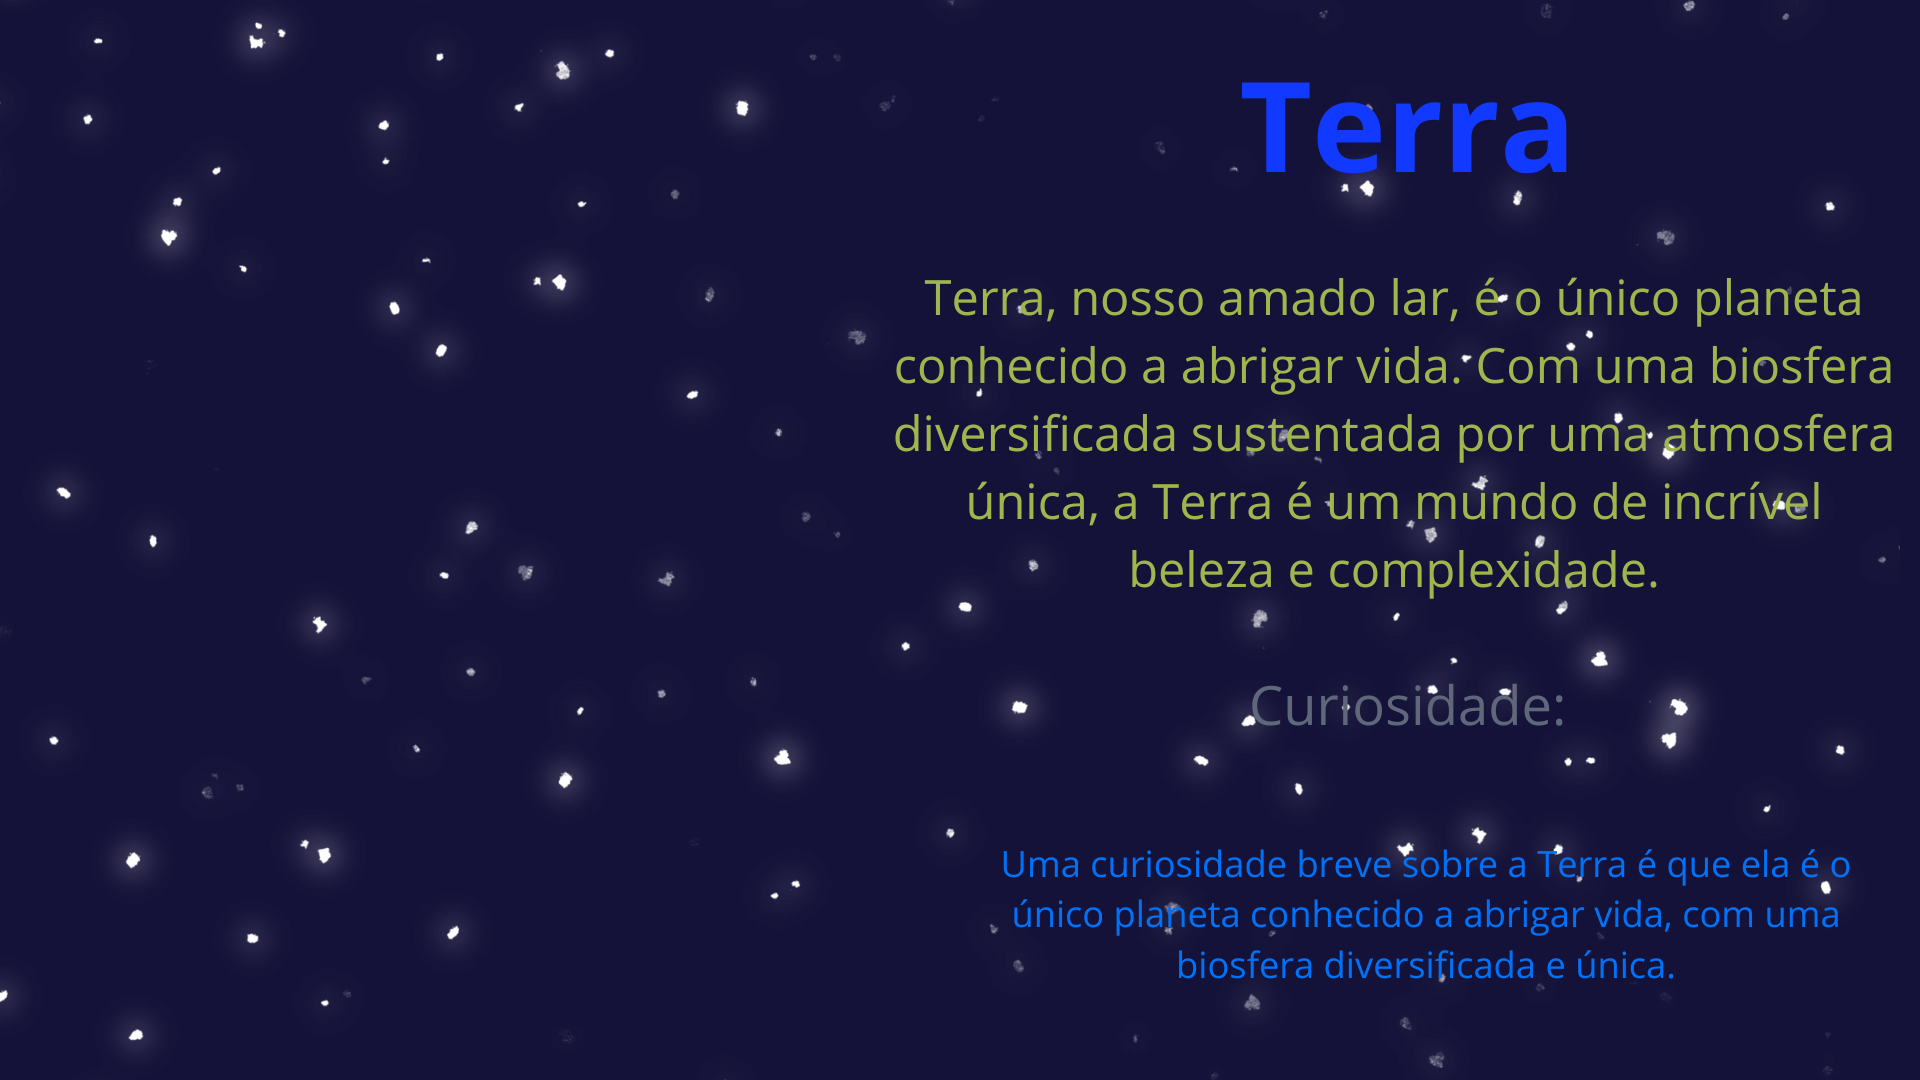 Terra
Terra, nosso amado lar, é o único planeta
conhecido a abrigar vida. Com uma biosfera
diversificada sustentada por uma atmosfera
única, a Terra é um mundo de incrível
beleza e complexidade.
Curiosidade:
Uma curiosidade breve sobre a Terra é que ela é o
único planeta conhecido a abrigar vida, com uma
biosfera diversificada e única.